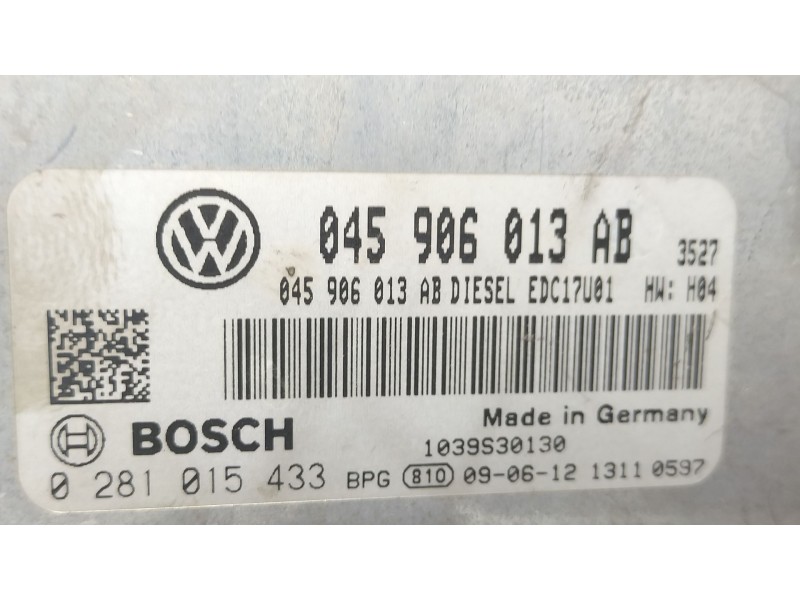 045 906 013 AB 3527
045 906 013 AB DIESEL EDC17U01 HW: H04
Made in Germany
BOSCH 1039S30130
0 281 015 433 BPG 810 09-06-12 1311 0597